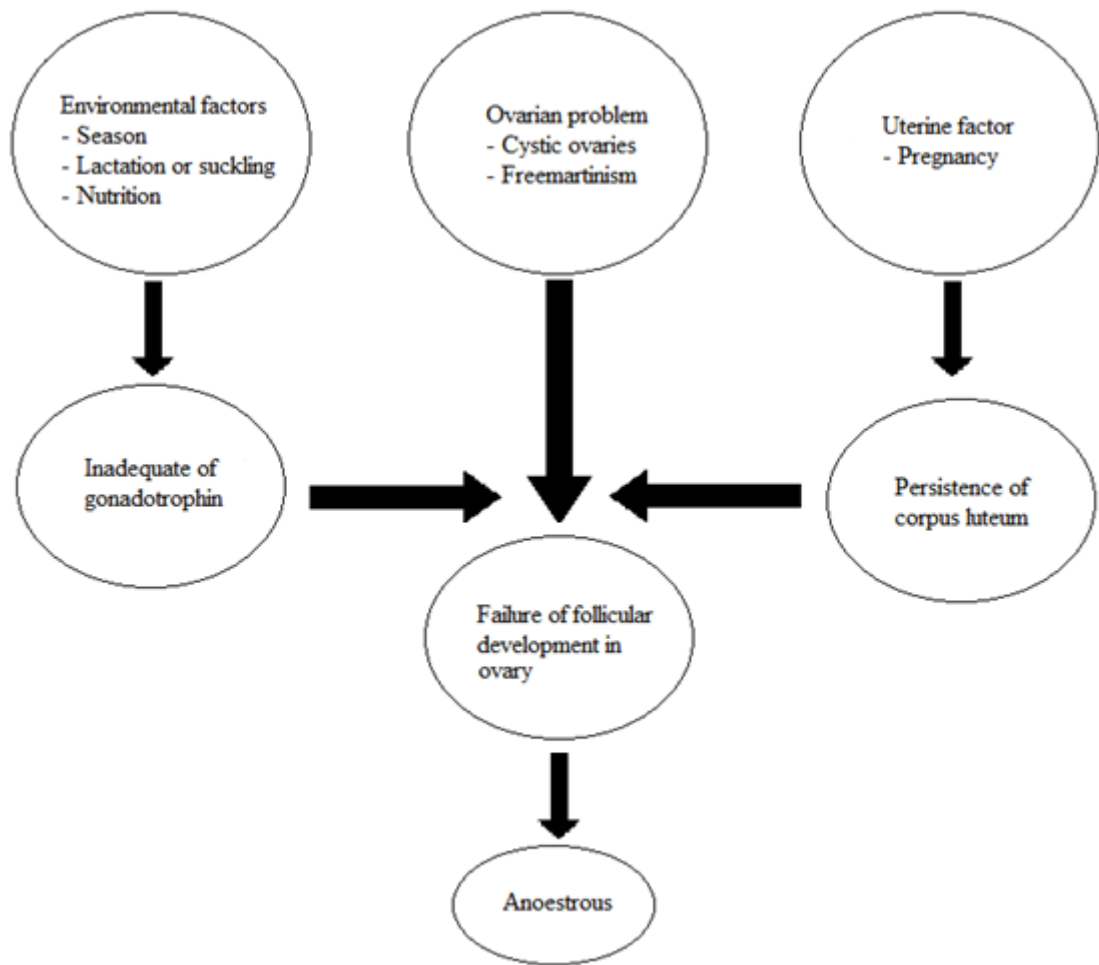 Environmental factors
- Season
- Lactation or suckling
- Nutrition
Ovarian problem
- Cystic ovaries
- Freemartinism
Uterine factor
- Pregnancy
Inadequate of
gonadotrophin
Persistence of
corpus luteum
Failure of follicular
development in
ovary
Anoestrous